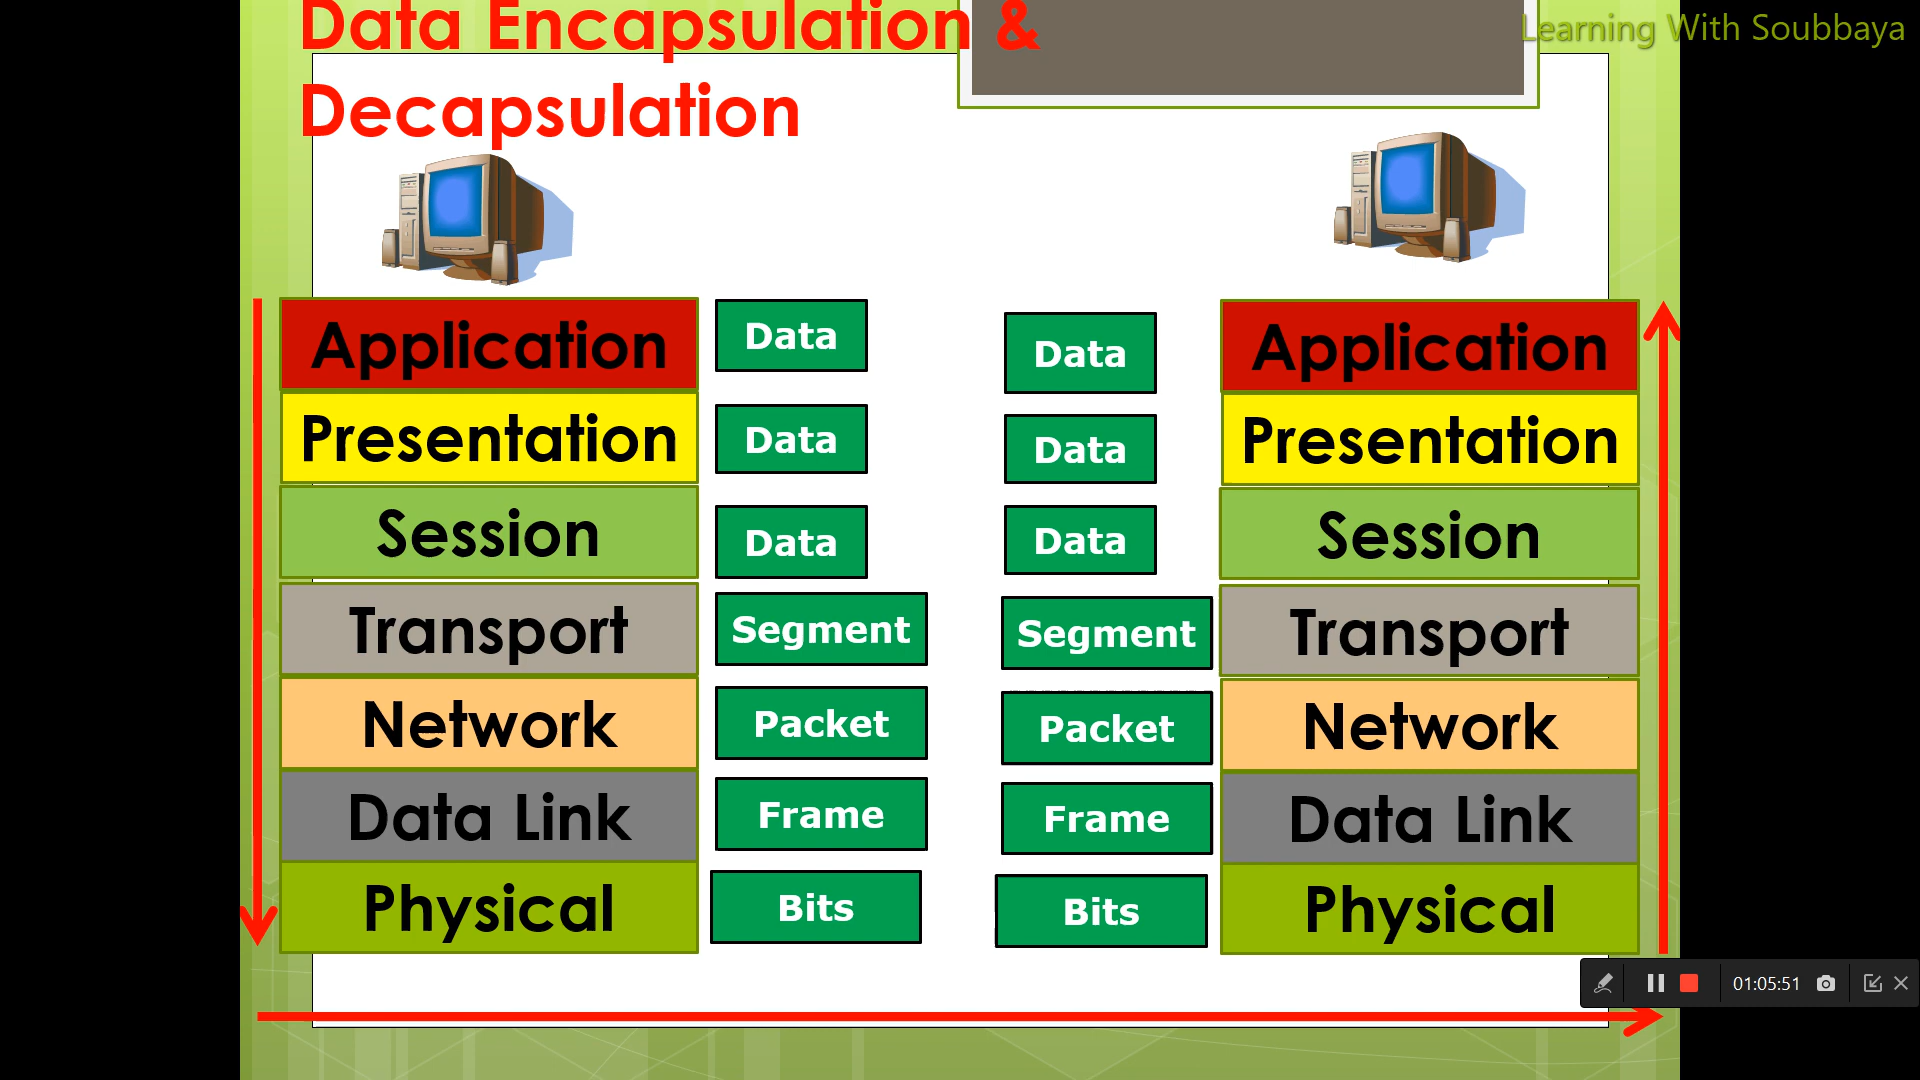 Data Encapsulation &
Decapsulation
Learning With Soubbaya
Application
Data
Data
Application
Presentation
Data
Data
Presentation
Session
Data
Data
Session
Transport
Segment
Segment
Transport
Network
Packet
Packet
Network
Data Link
Frame
Frame
Data Link
Physical
Bits
Bits
Physical
01:05:51